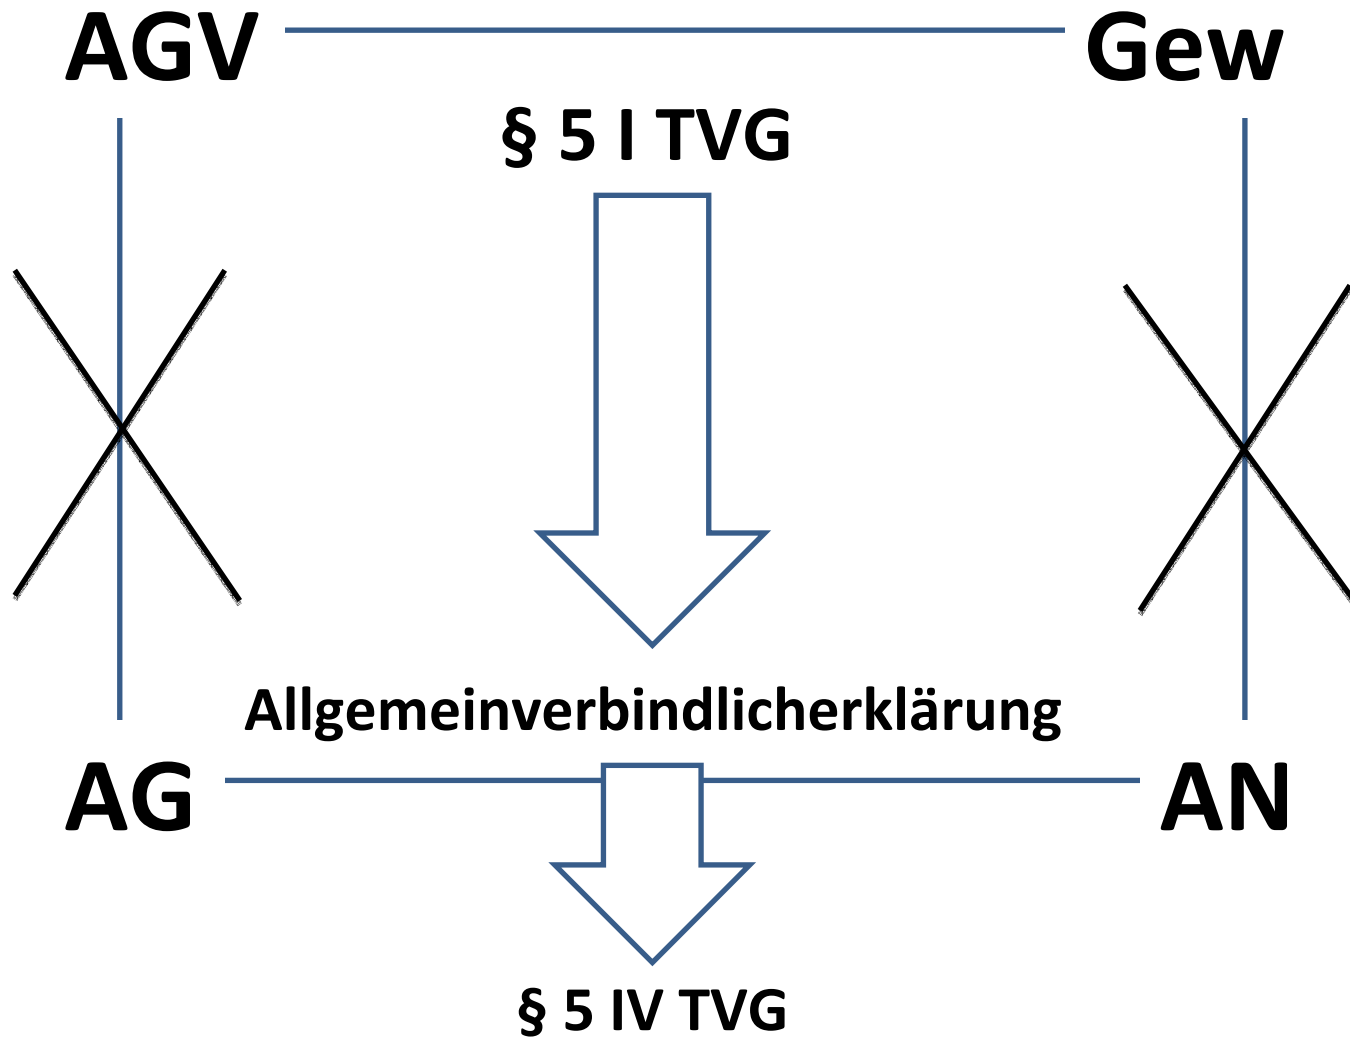 AGV
Gew
§ 5 I TVG
Allgemeinverbindlicherklärung
AG
AN
§ 5 IV TVG